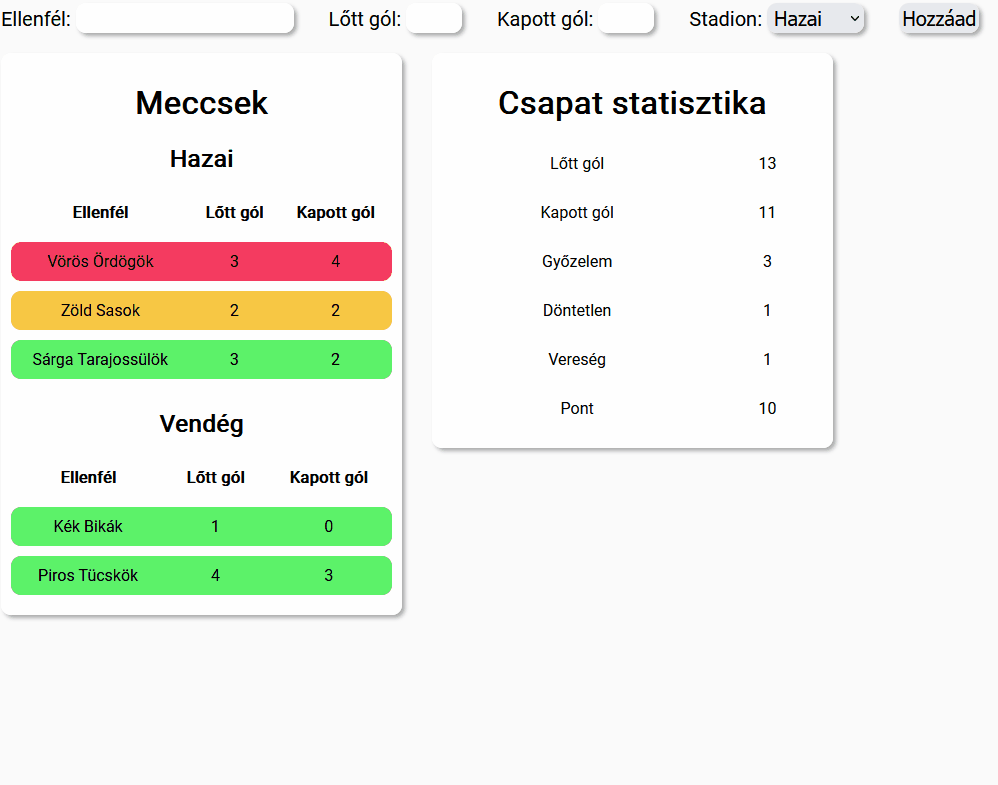 Ellenfél: Lőtt gól: Kapott gól: Stadion: Hazai Hozzáad
Meccsek
Hazai
Ellenfél Lőtt gól Kapott gól
Vörös Ördögök 3 4
Zöld Sasok 2 2
Sárga Tarajossülök 3 2
Vendég
Ellenfél Lőtt gól Kapott gól
Kék Bikák 1 0
Piros Tücskök 4 3
Csapat statisztika
Lőtt gól 13
Kapott gól 11
Győzelem 3
Döntetlen 1
Vereség 1
Pont 10